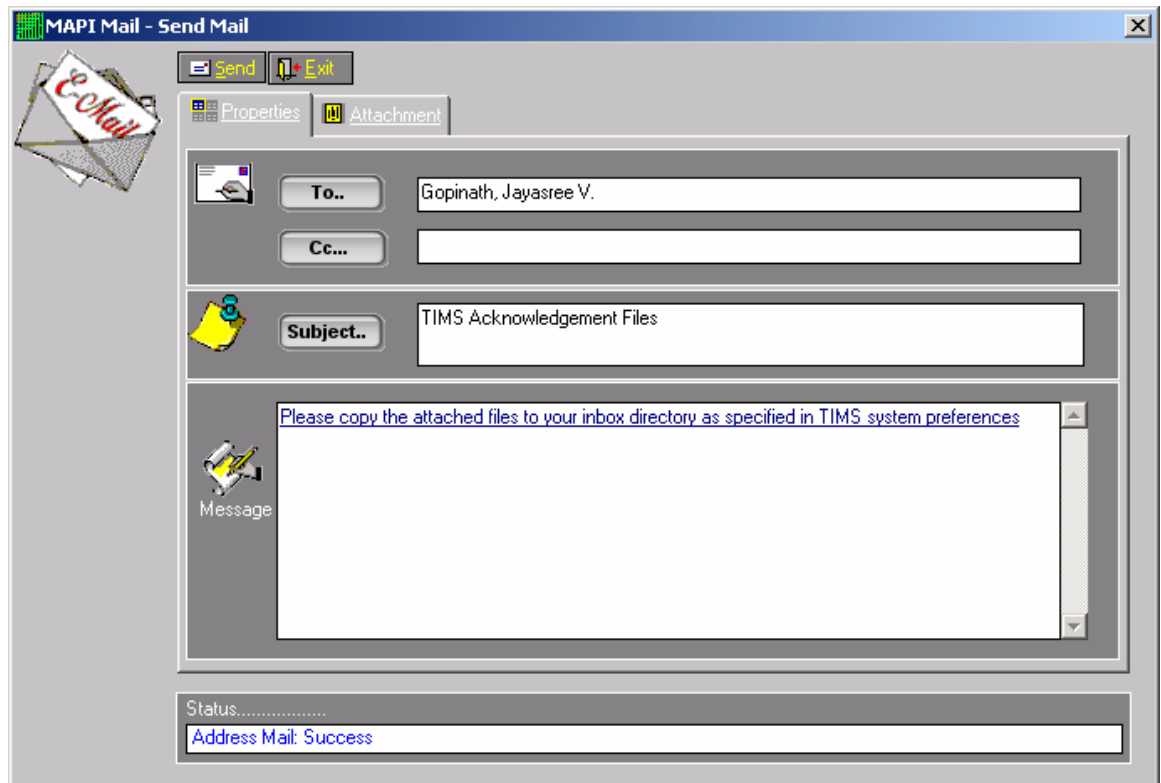 MAPI Mail - Send Mail
E-Mail
Send Exit
Properties Attachment
To.. Gopinath, Jayasree V.
Cc...
Subject.. TIMS Acknowledgement Files
Please copy the attached files to your inbox directory as specified in TIMS system preferences
Message
Status..................
Address Mail: Success